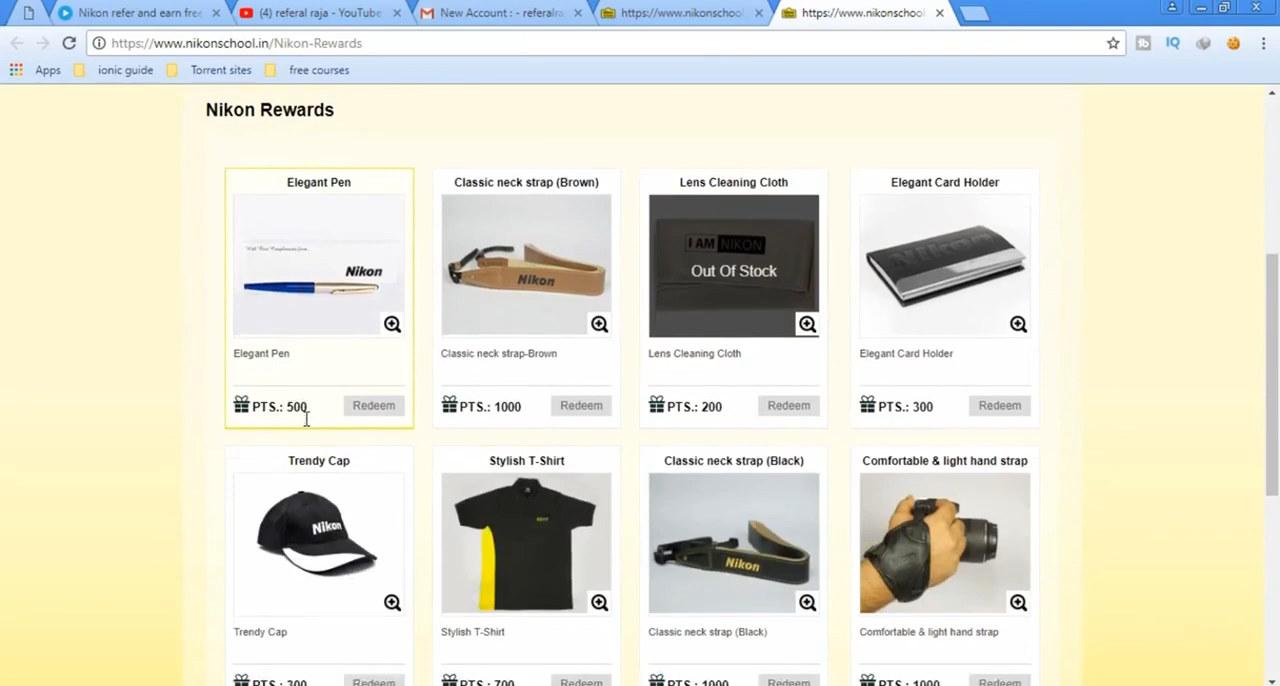 Nikon refer and earn free
(4) referal raja - YouTube
New Account : - referalra
https://www.nikonschool
https://www.nikonschool
https://www.nikonschool.in/Nikon-Rewards
Apps
ionic guide
Torrent sites
free courses
Nikon Rewards
Elegant Pen
Classic neck strap (Brown)
Lens Cleaning Cloth
Elegant Card Holder
Nikon
Nikon
I AM NIKON
Out Of Stock
Nikon
Elegant Pen
Classic neck strap-Brown
Lens Cleaning Cloth
Elegant Card Holder
PTS.: 500
Redeem
PTS.: 1000
Redeem
PTS.: 200
Redeem
PTS.: 300
Redeem
Trendy Cap
Stylish T-Shirt
Classic neck strap (Black)
Comfortable & light hand strap
Nikon
Nikon
Trendy Cap
Stylish T-Shirt
Classic neck strap (Black)
Comfortable & light hand strap
PTS.: 300
Redeem
PTS.: 700
Redeem
PTS.: 1000
Redeem
PTS.: 1000
Redeem